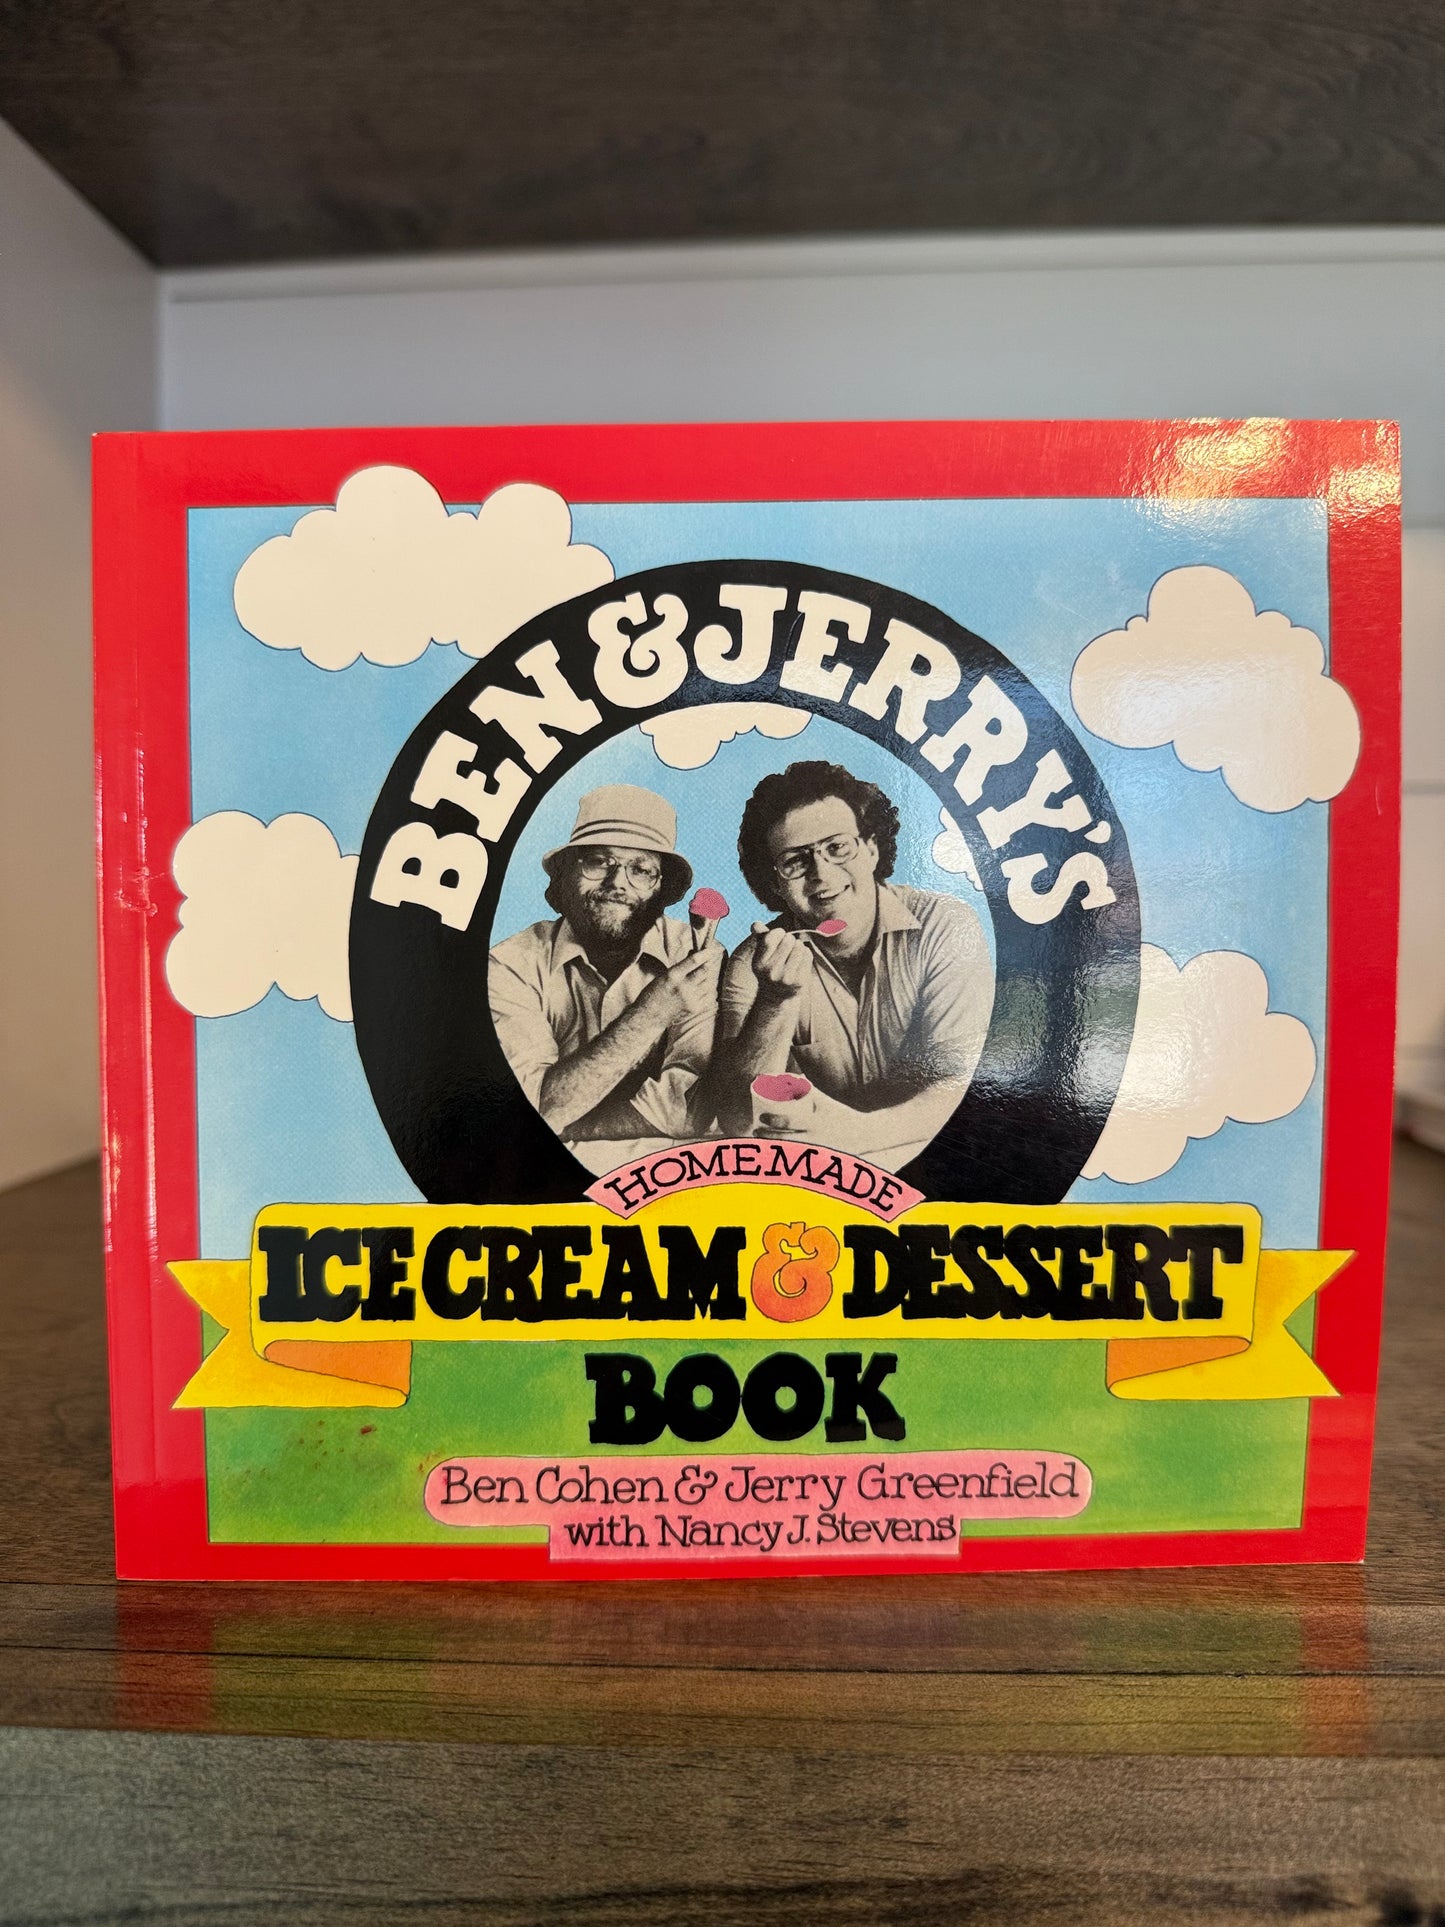 BEN & JERRY'S
HOMEMADE
ICE CREAM & DESSERT
BOOK
Ben Cohen & Jerry Greenfield
with Nancy J. Stevens